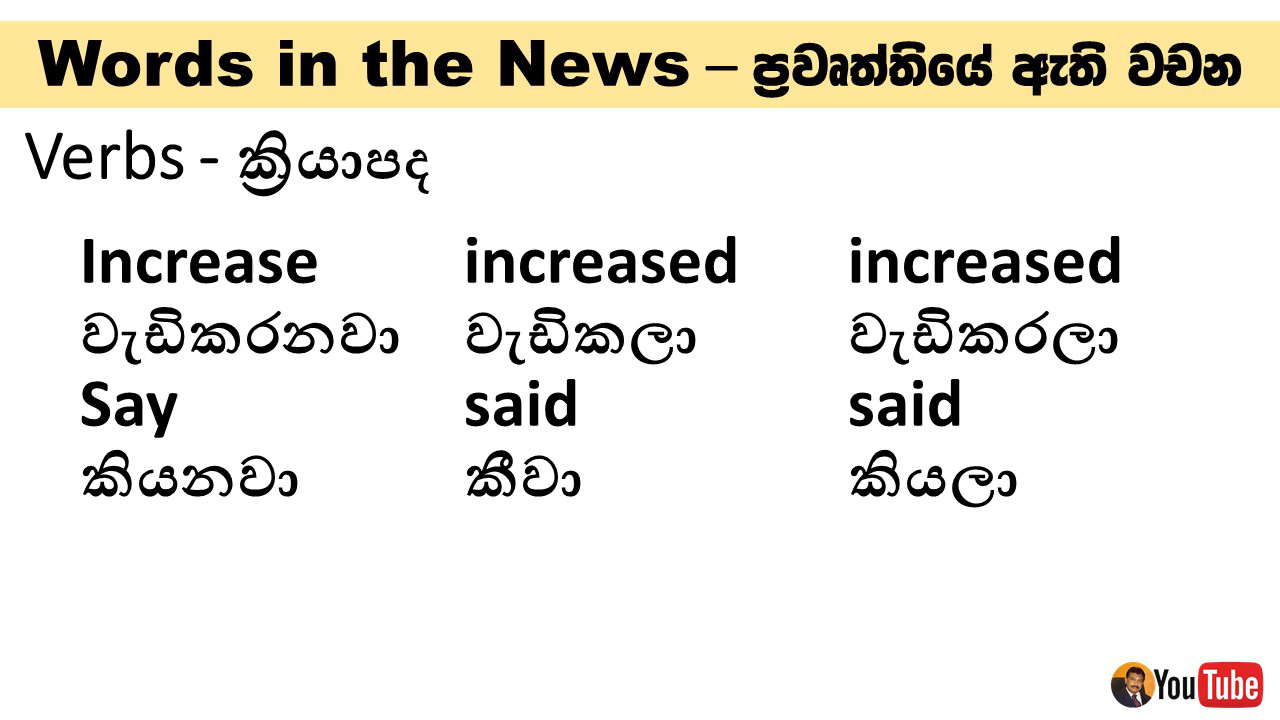 Words in the News – ප්‍රවෘත්තියේ ඇති වචන
Verbs - ක්‍රියාපද
Increase increased increased
වැඩිකරනවා වැඩිකලා වැඩිකරලා
Say said said
කියනවා කීවා කියලා
YouTube